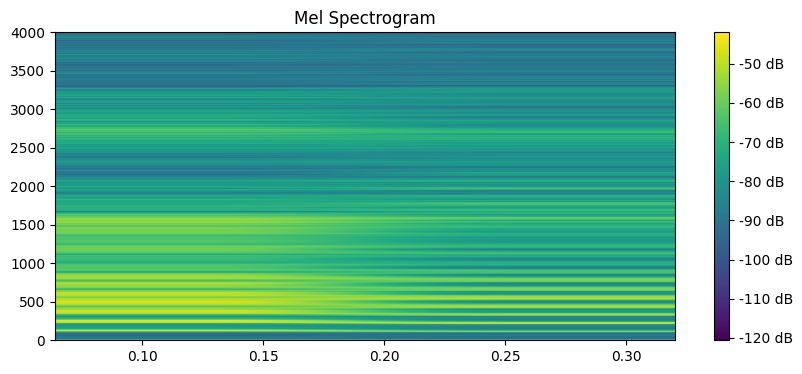 Mel Spectrogram
4000
3500
3000
2500
2000
1500
1000
500
0
0.10 0.15 0.20 0.25 0.30
-50 dB
-60 dB
-70 dB
-80 dB
-90 dB
-100 dB
-110 dB
-120 dB